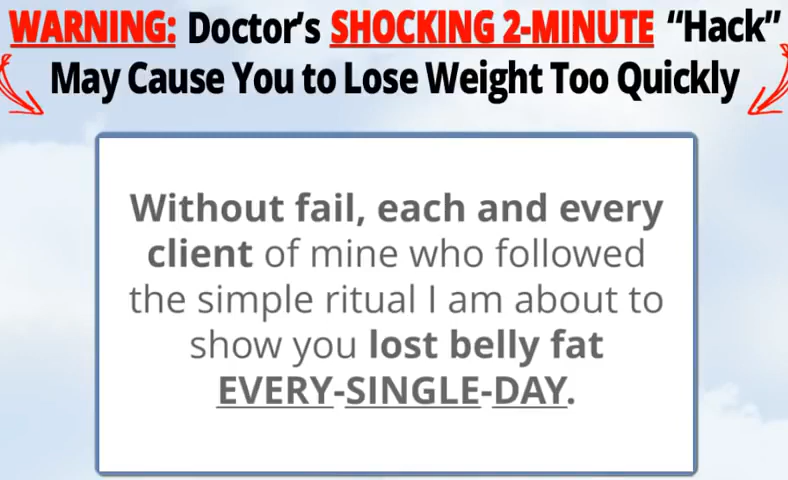 WARNING: Doctor's SHOCKING 2-MINUTE “Hack”
May Cause You to Lose Weight Too Quickly
Without fail, each and every
client of mine who followed
the simple ritual I am about to
show you lost belly fat
EVERY-SINGLE-DAY.